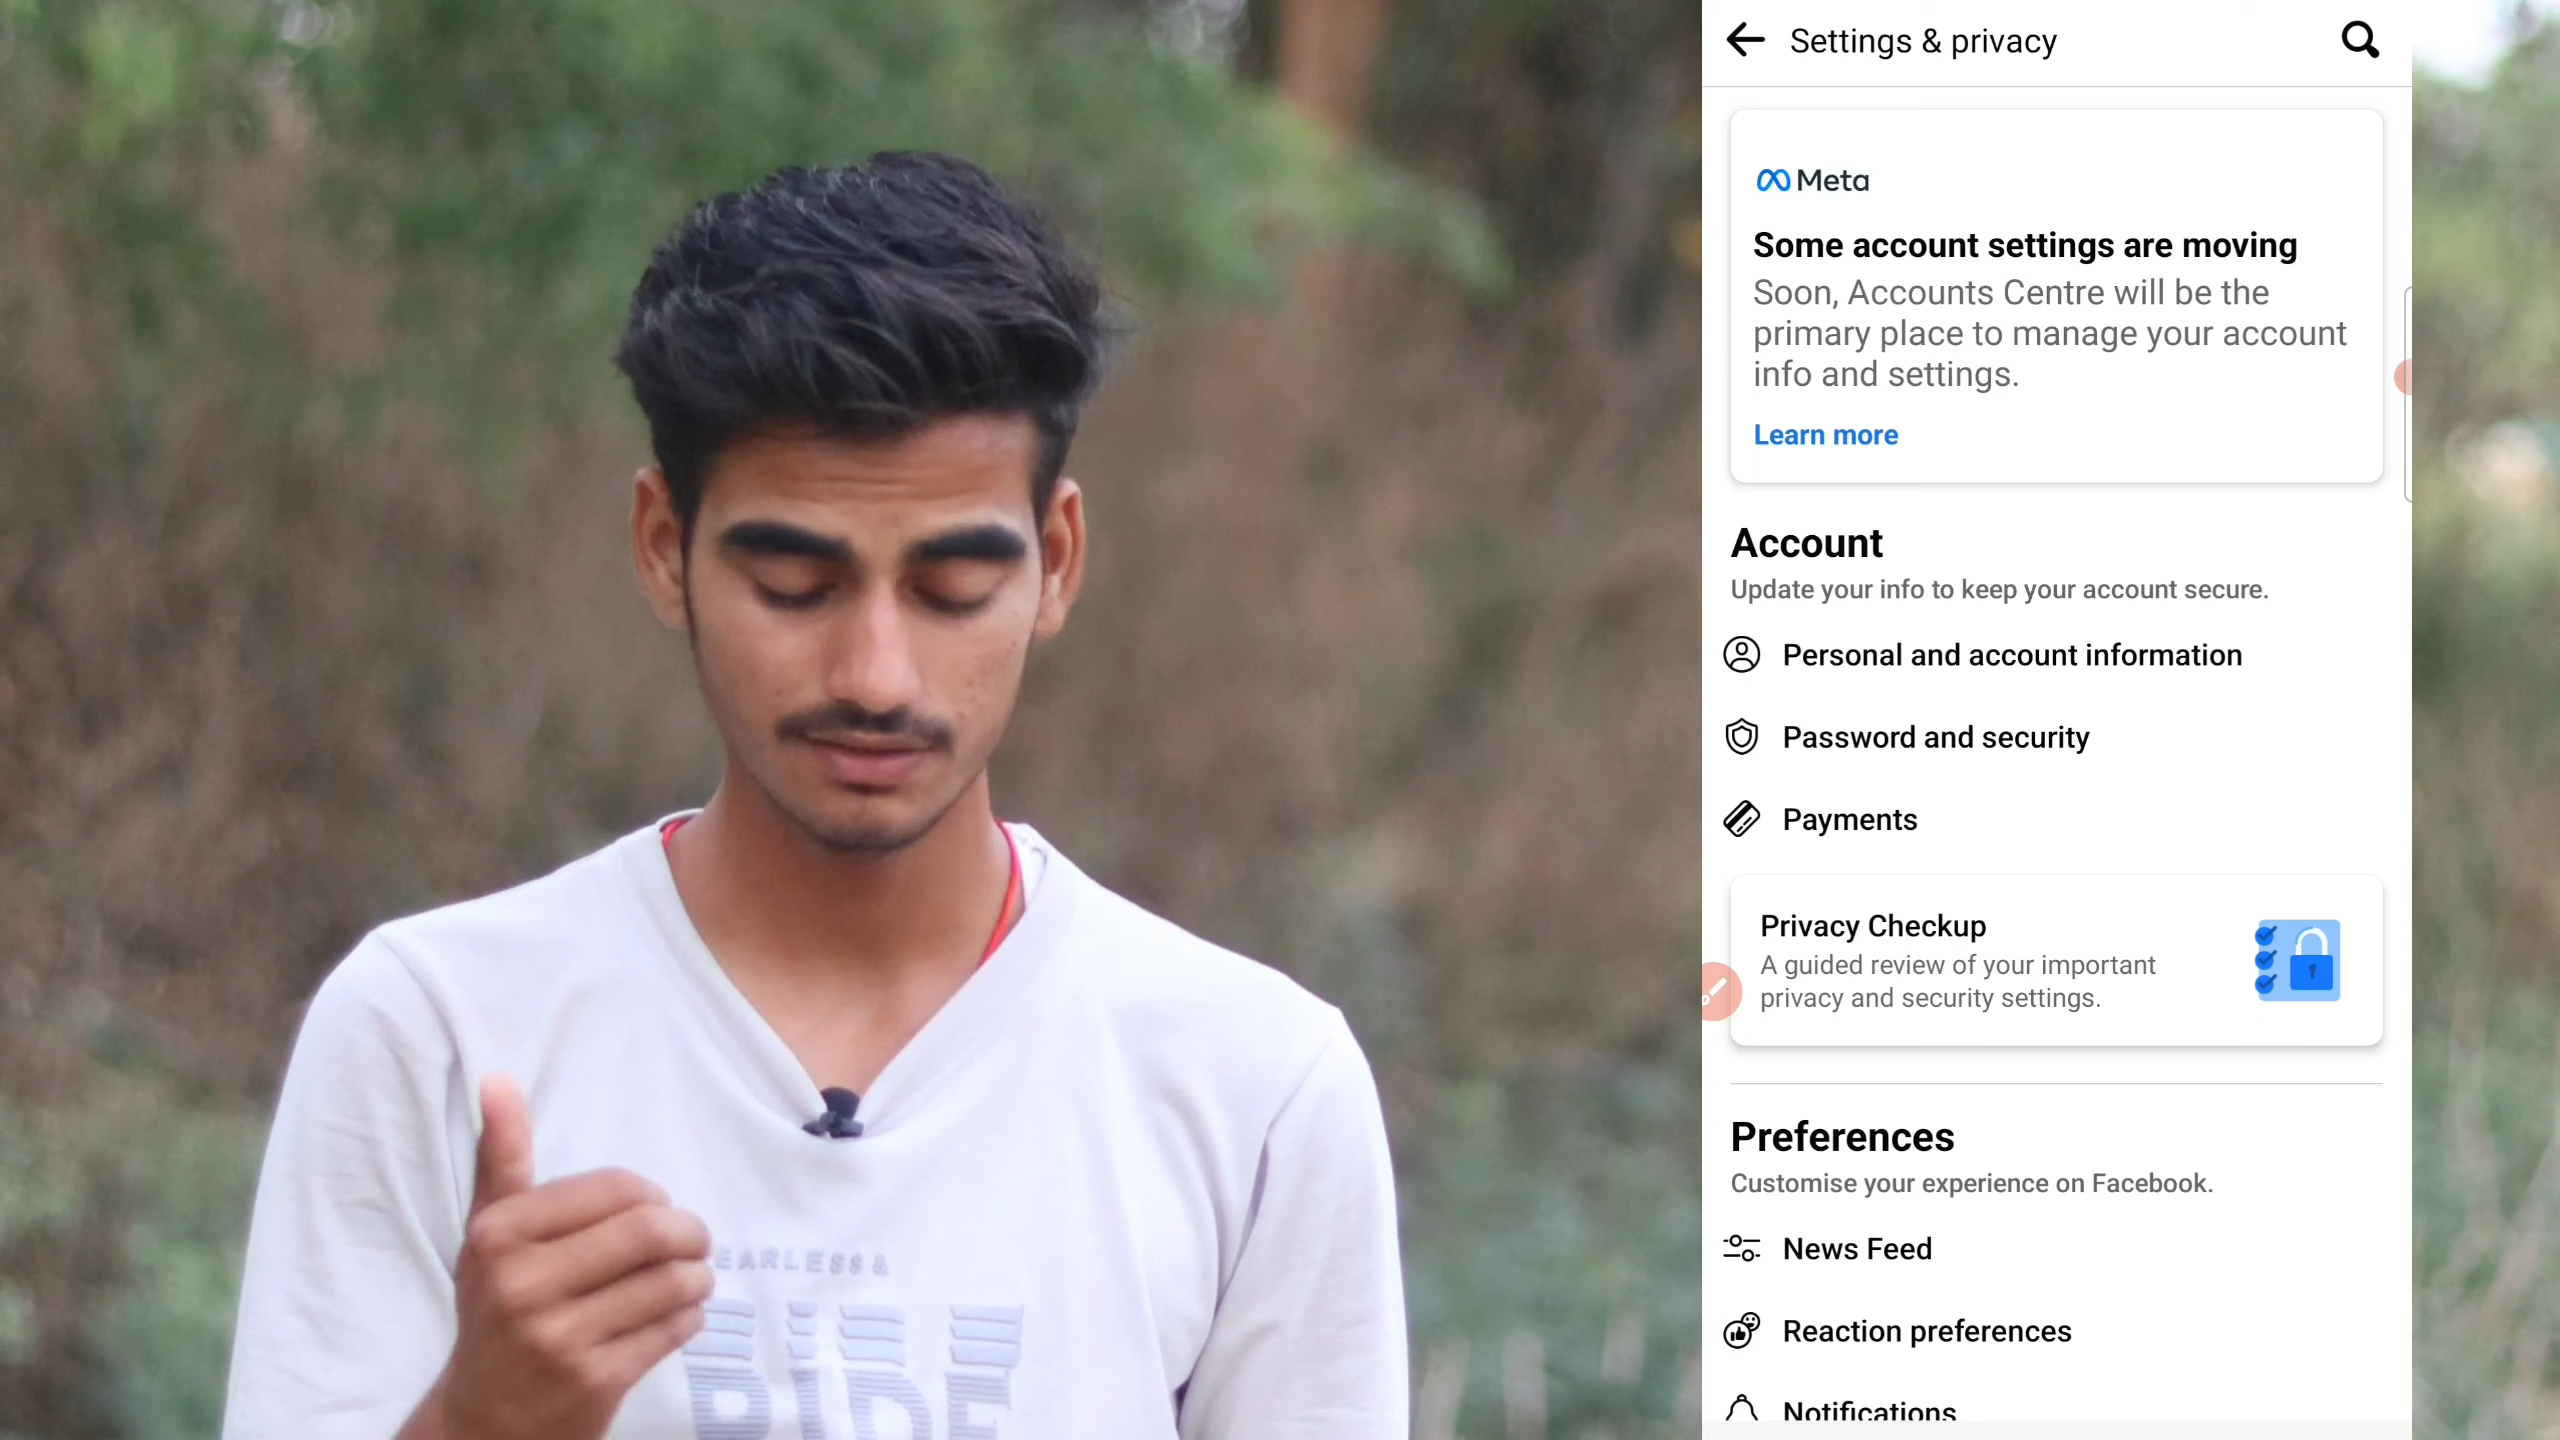 Settings & privacy
Meta
Some account settings are moving
Soon, Accounts Centre will be the
primary place to manage your account
info and settings.
Learn more
Account
Update your info to keep your account secure.
Personal and account information
Password and security
Payments
Privacy Checkup
A guided review of your important
privacy and security settings.
Preferences
Customise your experience on Facebook.
News Feed
Reaction preferences
Notifications
EARLESS &
RIDE